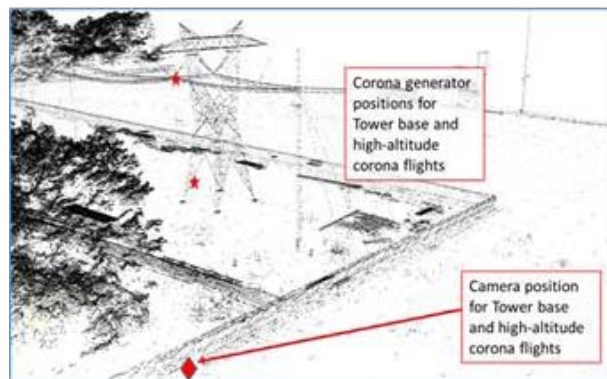 Corona generator
positions for
Tower base and
high-altitude
corona flights
Camera position
for Tower base
and high-altitude
corona flights